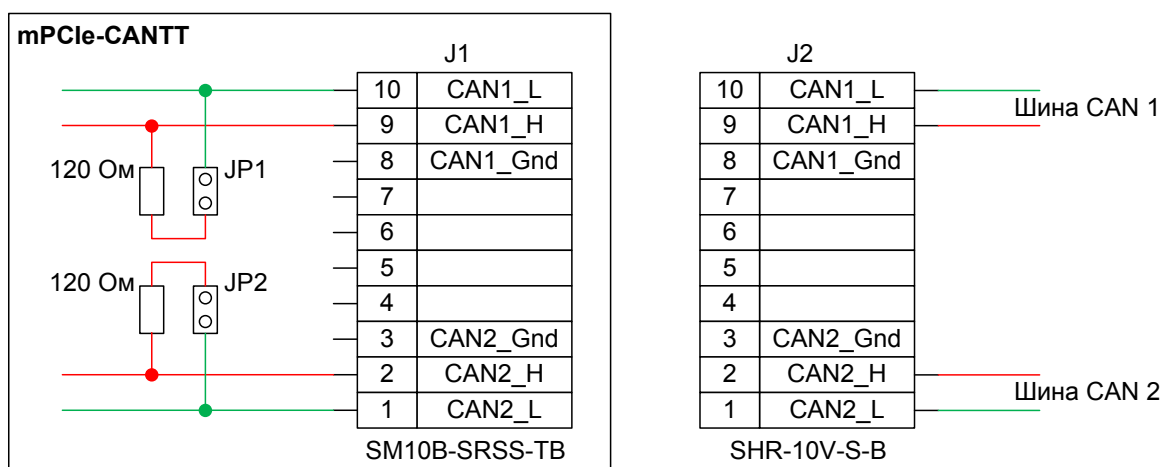 mPCIe-CANTT
J1 J2
10 CAN1_L 10 CAN1_L
Шина CAN 1
9 CAN1_H 9 CAN1_H
120 Ом JP1 8 CAN1_Gnd 8 CAN1_Gnd
7 7
6 6
120 Ом JP2 5 5
4 4
3 CAN2_Gnd 3 CAN2_Gnd
2 CAN2_H 2 CAN2_H
Шина CAN 2
1 CAN2_L 1 CAN2_L
SM10B-SRSS-TB SHR-10V-S-B